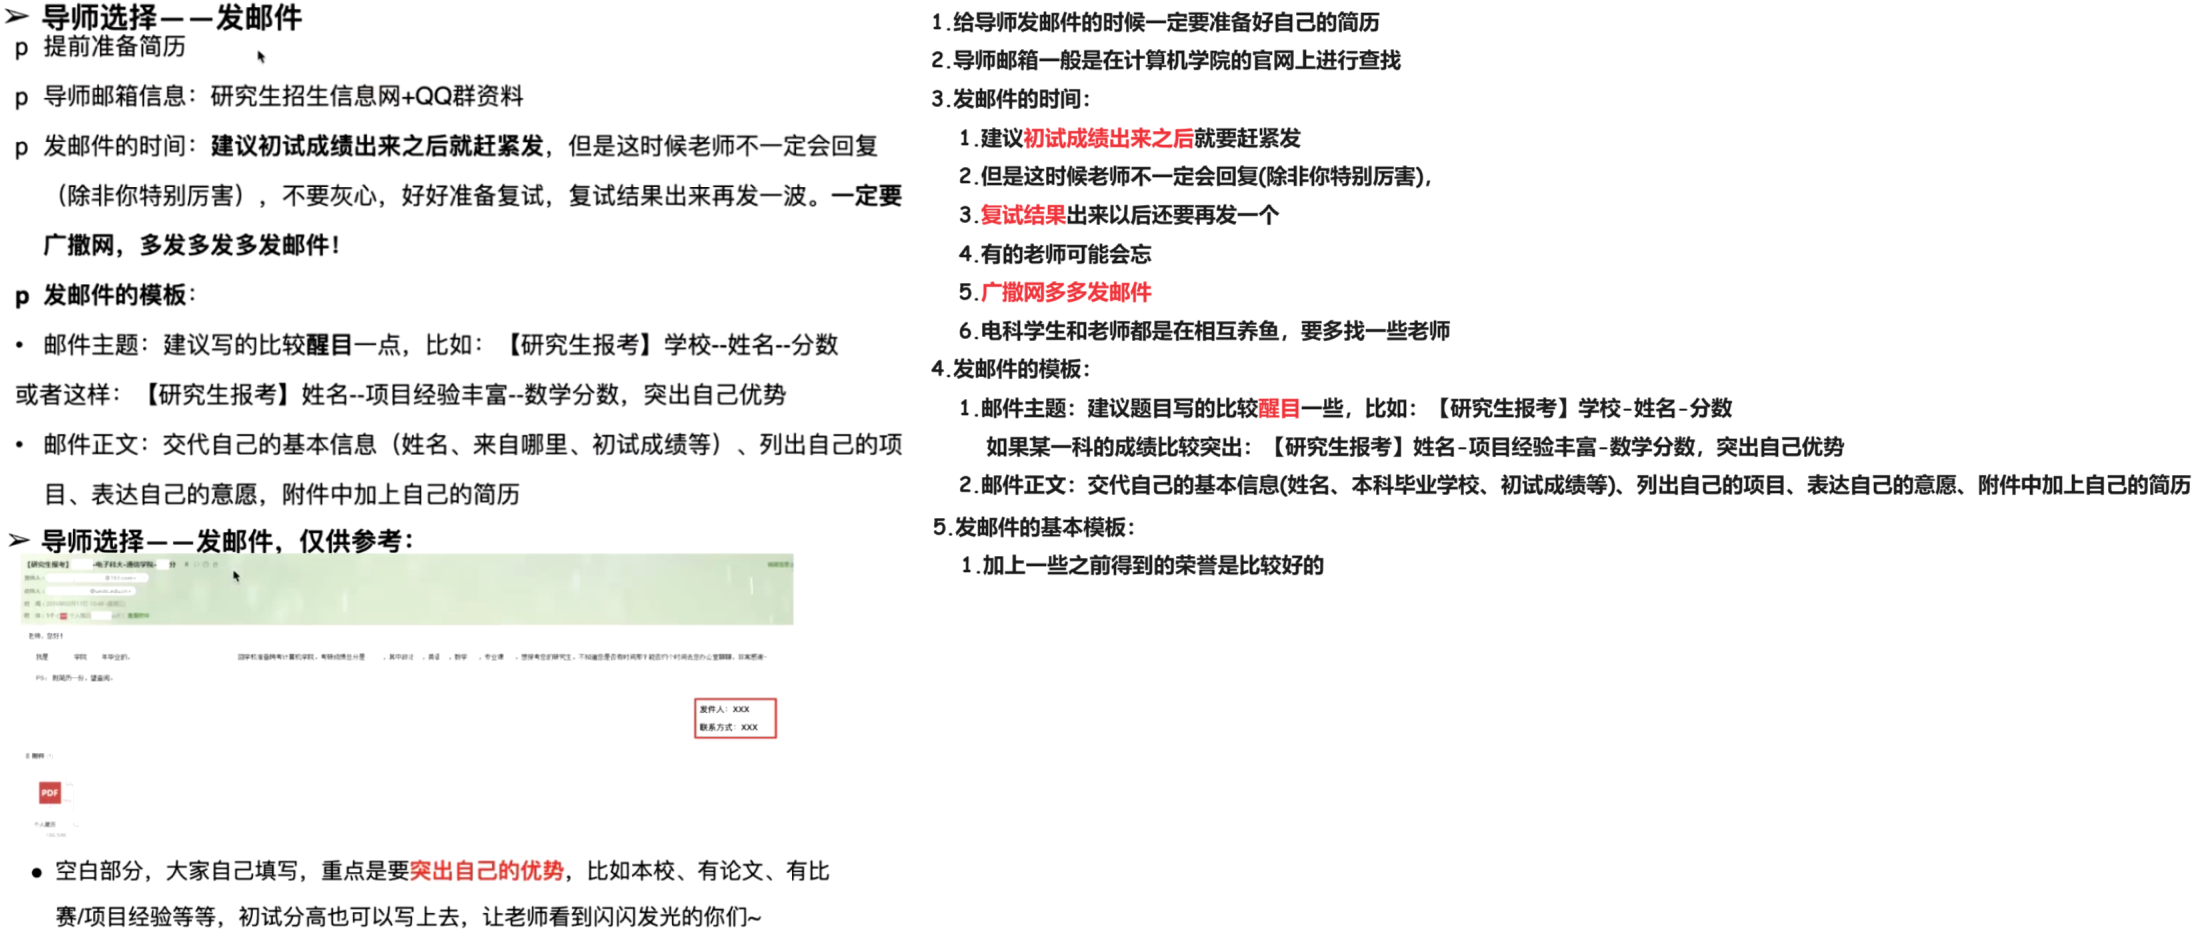 ➢ 导师选择——发邮件
p 提前准备简历
p 导师邮箱信息：研究生招生信息网+QQ群资料
p 发邮件的时间：建议初试成绩出来之后就赶紧发，但是这时候老师不一定会回复
（除非你特别厉害），不要灰心，好好准备复试，复试结果出来再发一波。一定要
广撒网，多发多发多发邮件！
p 发邮件的模板：
• 邮件主题：建议写的比较醒目一点，比如：【研究生报考】学校--姓名--分数
或者这样：【研究生报考】姓名--项目经验丰富--数学分数，突出自己优势
• 邮件正文：交代自己的基本信息（姓名、来自哪里、初试成绩等）、列出自己的项
目、表达自己的意愿，附件中加上自己的简历
➢ 导师选择——发邮件，仅供参考：
【研究生报考】 -电子科大-通信学院- 分
老师，您好！
我是 学院 年毕业的，
PS：附简历一份，望查阅。
发件人：XXX
联系方式：XXX
PDF
个人简历
● 空白部分，大家自己填写，重点是要突出自己的优势，比如本校、有论文、有比
赛/项目经验等等，初试分高也可以写上去，让老师看到闪闪发光的你们~
1.给导师发邮件的时候一定要准备好自己的简历
2.导师邮箱一般是在计算机学院的官网上进行查找
3.发邮件的时间：
1.建议初试成绩出来之后就要赶紧发
2.但是这时候老师不一定会回复(除非你特别厉害)，
3.复试结果出来以后还要再发一个
4.有的老师可能会忘
5.广撒网多多发邮件
6.电科学生和老师都是在相互养鱼，要多找一些老师
4.发邮件的模板：
1.邮件主题：建议题目写的比较醒目一些，比如：【研究生报考】学校-姓名-分数
如果某一科的成绩比较突出：【研究生报考】姓名-项目经验丰富-数学分数，突出自己优势
2.邮件正文：交代自己的基本信息(姓名、本科毕业学校、初试成绩等)、列出自己的项目、表达自己的意愿、附件中加上自己的简历
5.发邮件的基本模板：
1.加上一些之前得到的荣誉是比较好的